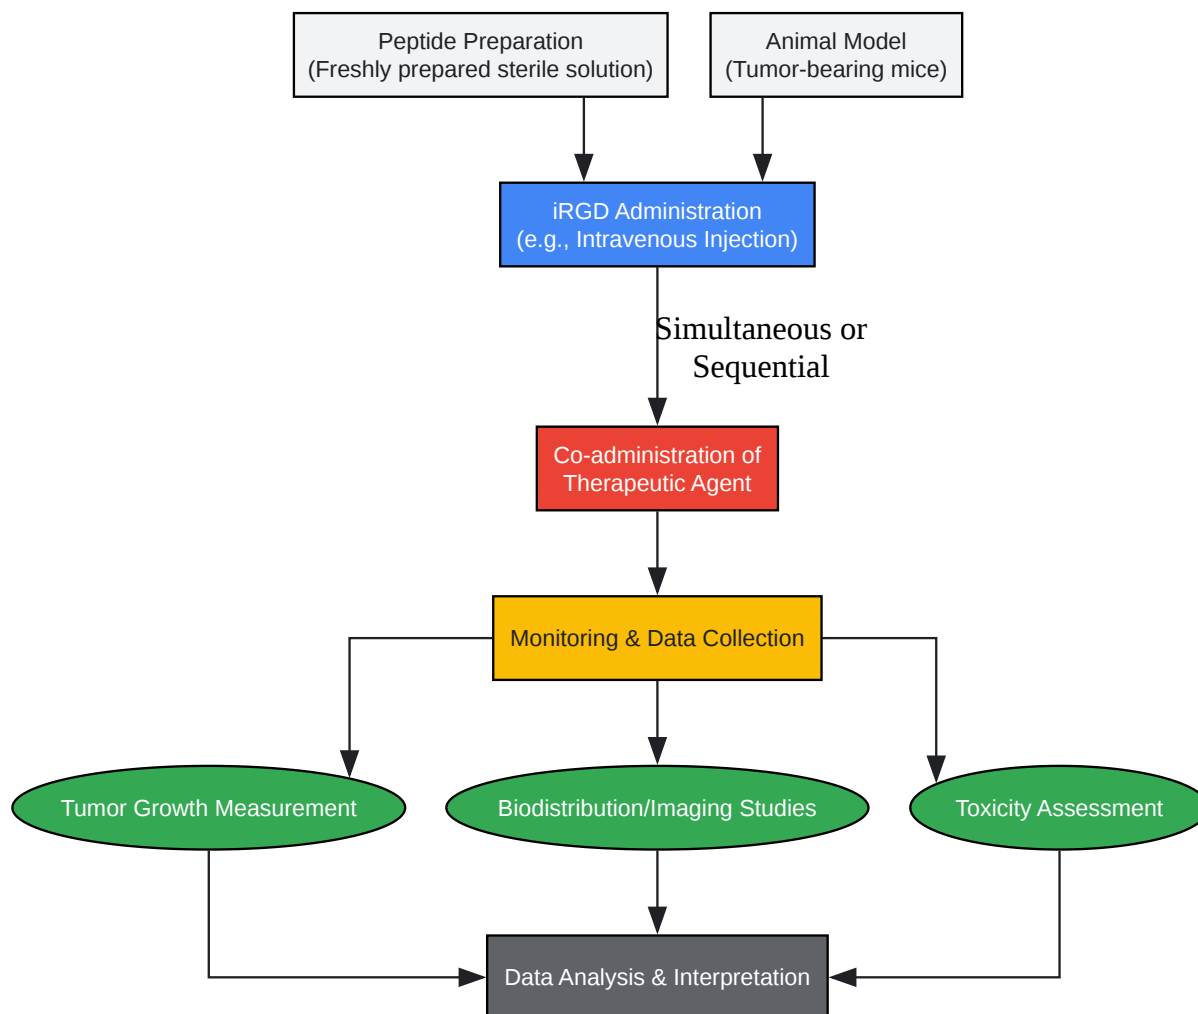 Peptide Preparation
(Freshly prepared sterile solution)
Animal Model
(Tumor-bearing mice)
iRGD Administration
(e.g., Intravenous Injection)
Simultaneous or
Sequential
Co-administration of
Therapeutic Agent
Monitoring & Data Collection
Tumor Growth Measurement
Biodistribution/Imaging Studies
Toxicity Assessment
Data Analysis & Interpretation